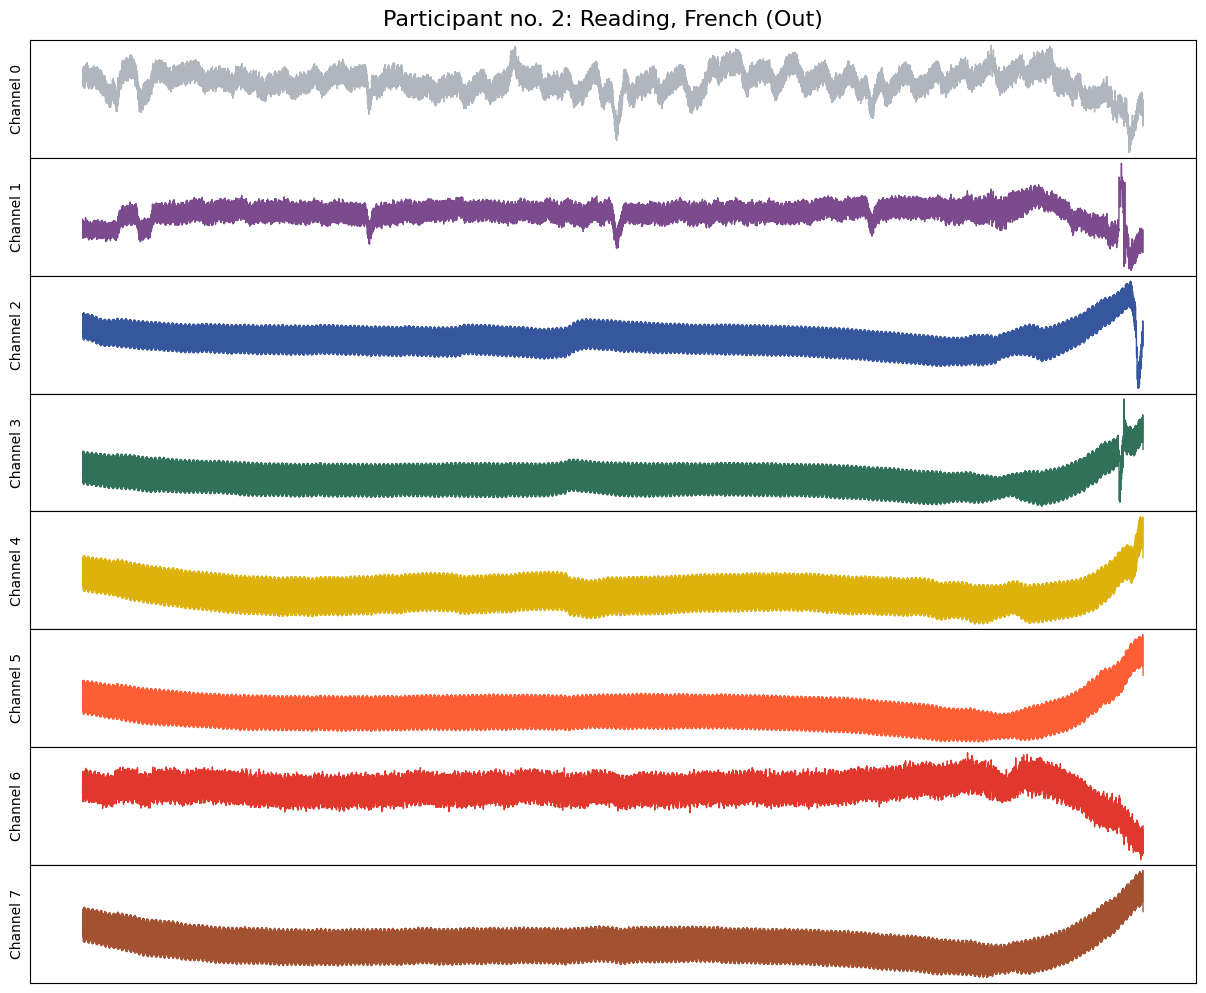 Participant no. 2: Reading, French (Out)
Channel 0
Channel 1
Channel 2
Channel 3
Channel 4
Channel 5
Channel 6
Channel 7